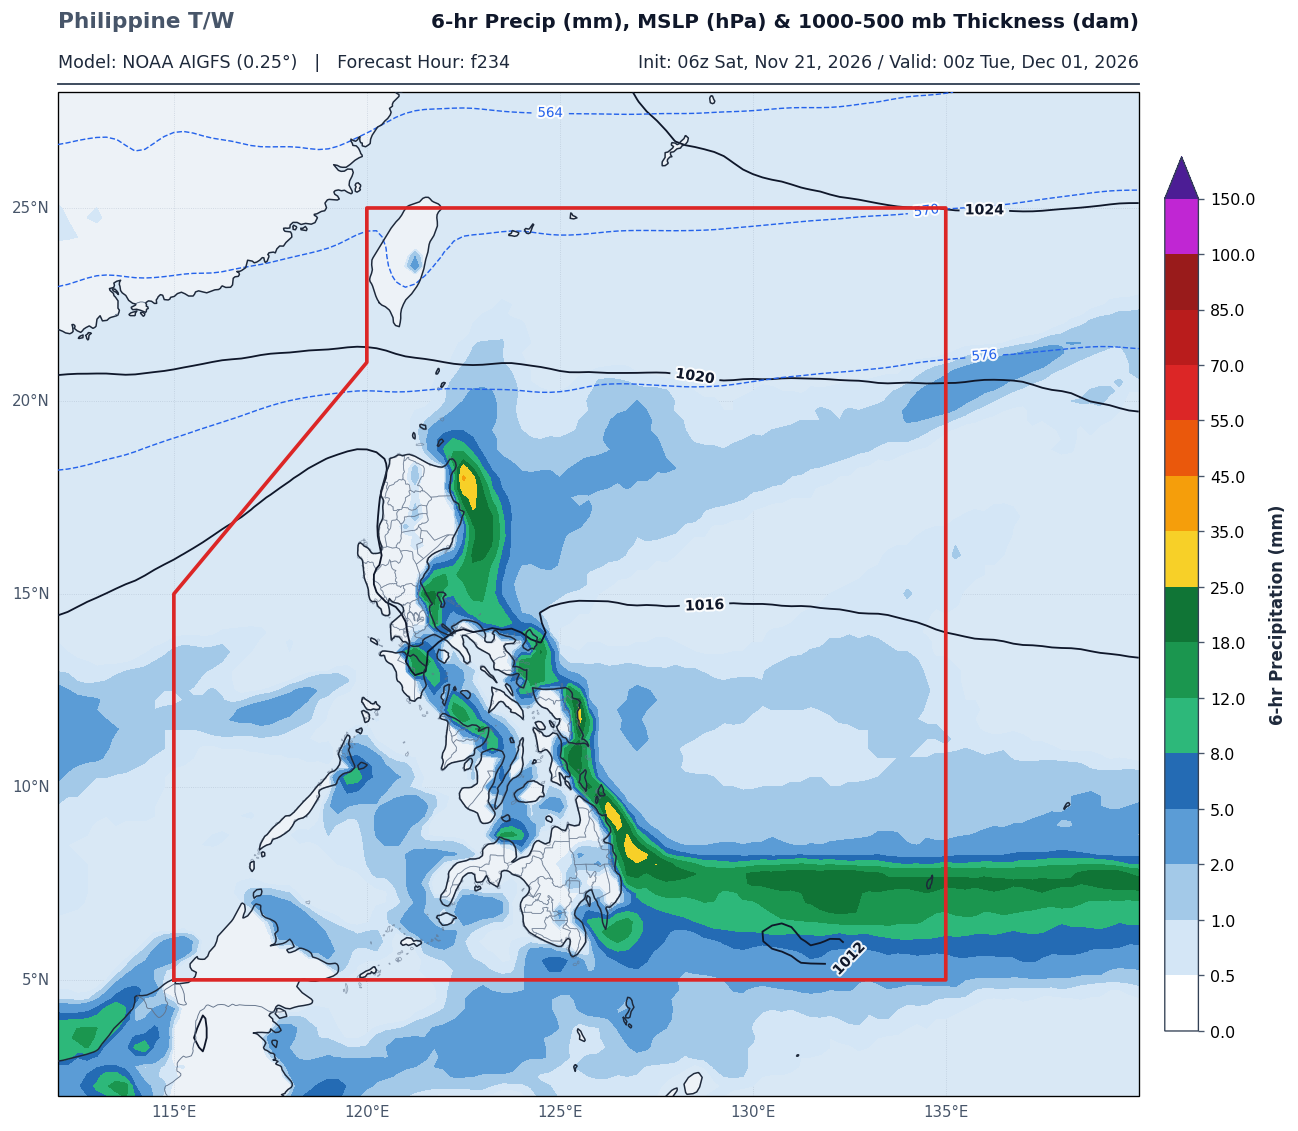 Philippine T/W
6-hr Precip (mm), MSLP (hPa) & 1000-500 mb Thickness (dam)
Model: NOAA AIGFS (0.25°) | Forecast Hour: f234
Init: 06z Sat, Nov 21, 2026 / Valid: 00z Tue, Dec 01, 2026
564
570
1024
576
1020
1016
1012
25°N
20°N
15°N
10°N
5°N
115°E
120°E
125°E
130°E
135°E
150.0
100.0
85.0
70.0
55.0
45.0
35.0
25.0
18.0
12.0
8.0
5.0
2.0
1.0
0.5
0.0
6-hr Precipitation (mm)